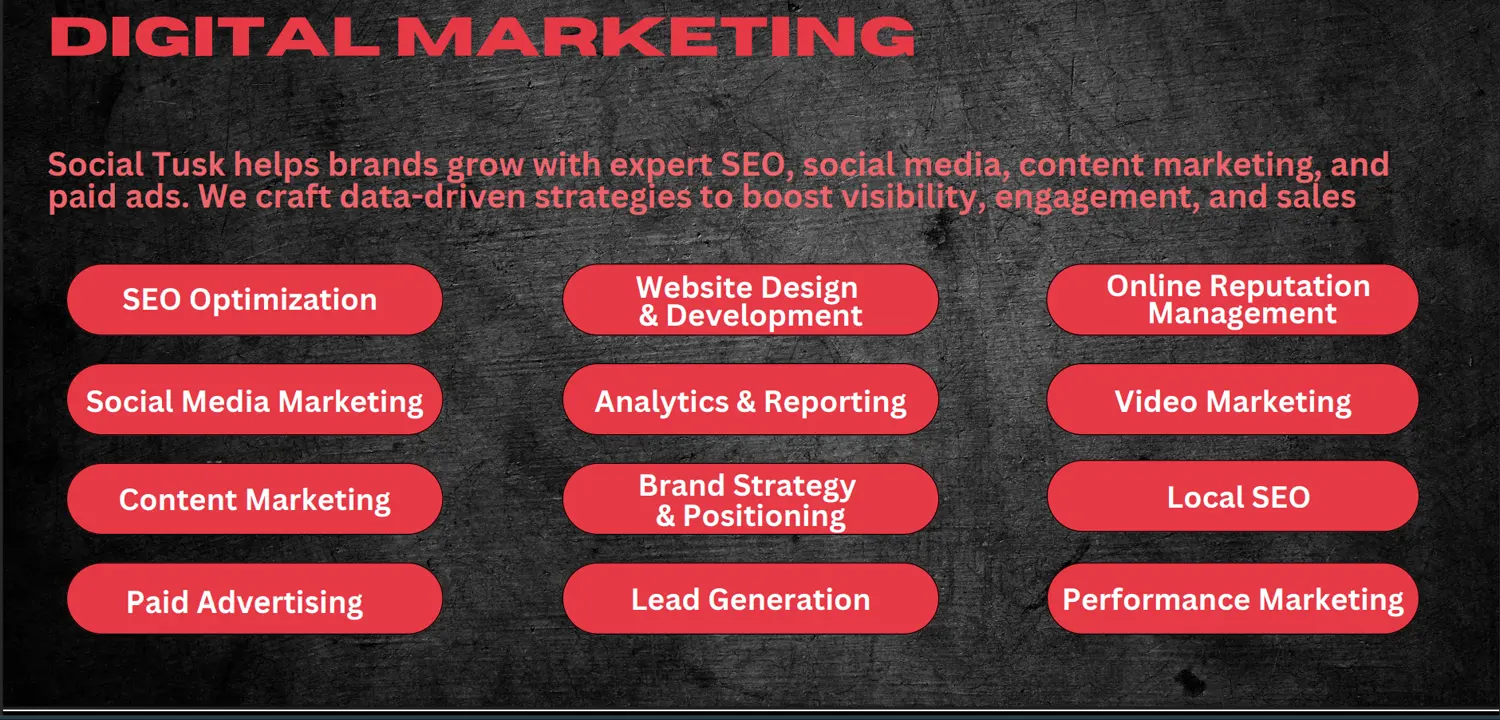 DIGITAL MARKETING
Social Tusk helps brands grow with expert SEO, social media, content marketing, and
paid ads. We craft data-driven strategies to boost visibility, engagement, and sales
SEO Optimization
Website Design
& Development
Online Reputation
Management
Social Media Marketing
Analytics & Reporting
Video Marketing
Content Marketing
Brand Strategy
& Positioning
Local SEO
Paid Advertising
Lead Generation
Performance Marketing